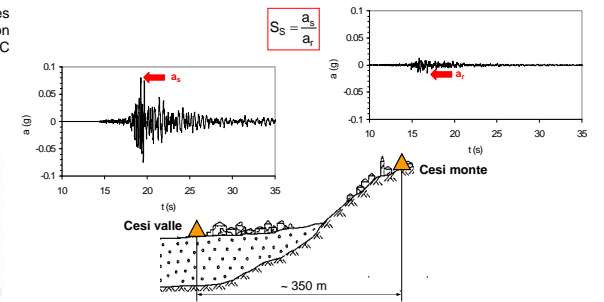 es
on
C
S_S = a_s / a_r
0.1
0.05
0
-0.05
-0.1
a (g)
a_s
10 15 20 25 30 35
t (s)
0.1
0.05
0
-0.05
-0.1
a (g)
a_r
10 15 20 25 30 35
t (s)
Cesi monte
Cesi valle
~ 350 m